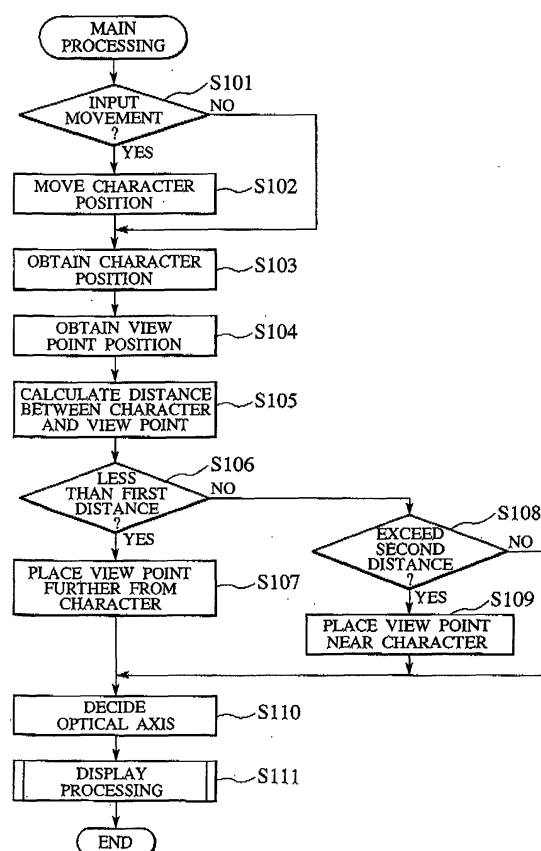 MAIN
PROCESSING
S101
INPUT
MOVEMENT
?
NO
YES
MOVE CHARACTER
POSITION
S102
OBTAIN CHARACTER
POSITION
S103
OBTAIN VIEW
POINT POSITION
S104
CALCULATE DISTANCE
BETWEEN CHARACTER
AND VIEW POINT
S105
S106
LESS
THAN FIRST
DISTANCE
?
NO
YES
S108
EXCEED
SECOND
DISTANCE
?
NO
YES
PLACE VIEW POINT
FURTHER FROM
CHARACTER
S107
S109
PLACE VIEW POINT
NEAR CHARACTER
DECIDE
OPTICAL AXIS
S110
DISPLAY
PROCESSING
S111
END